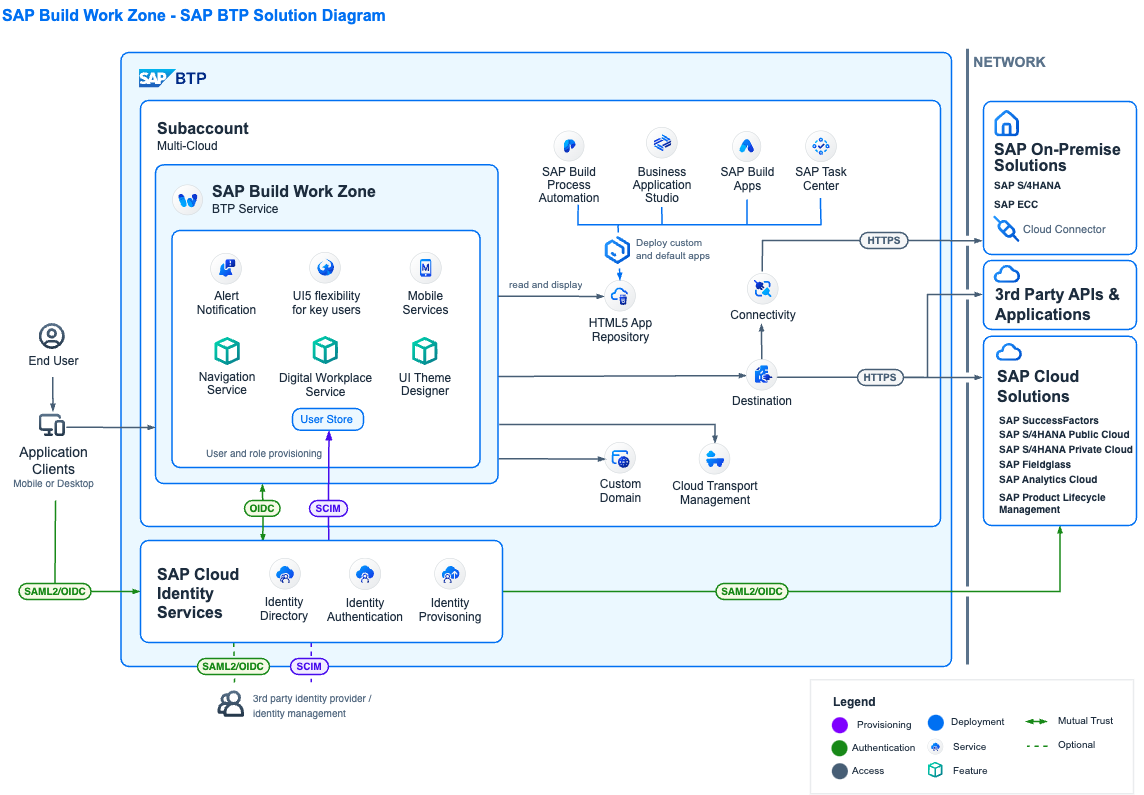 SAP Build Work Zone - SAP BTP Solution Diagram
NETWORK
SAP BTP
Subaccount
Multi-Cloud
SAP Build Work Zone
BTP Service
Alert
Notification
UI5 flexibility
for key users
Mobile
Services
Navigation
Service
Digital Workplace
Service
UI Theme
Designer
User Store
User and role provisioning
SAP Build
Process
Automation
Business
Application
Studio
SAP Build
Apps
SAP Task
Center
Deploy custom
and default apps
read and display
HTML5 App
Repository
Connectivity
Destination
HTTPS
HTTPS
Custom
Domain
Cloud Transport
Management
End User
Application
Clients
Mobile or Desktop
SAML2/OIDC
OIDC
SCIM
SAP Cloud
Identity
Services
Identity
Directory
Identity
Authentication
Identity
Provisoning
SAML2/OIDC
SAML2/OIDC
SCIM
3rd party identity provider /
identity management
SAP On-Premise
Solutions
SAP S/4HANA
SAP ECC
Cloud Connector
3rd Party APIs &
Applications
SAP Cloud
Solutions
SAP SuccessFactors
SAP S/4HANA Public Cloud
SAP S/4HANA Private Cloud
SAP Fieldglass
SAP Analytics Cloud
SAP Product Lifecycle
Management
Legend
Provisioning
Deployment
Mutual Trust
Authentication
Service
Optional
Access
Feature